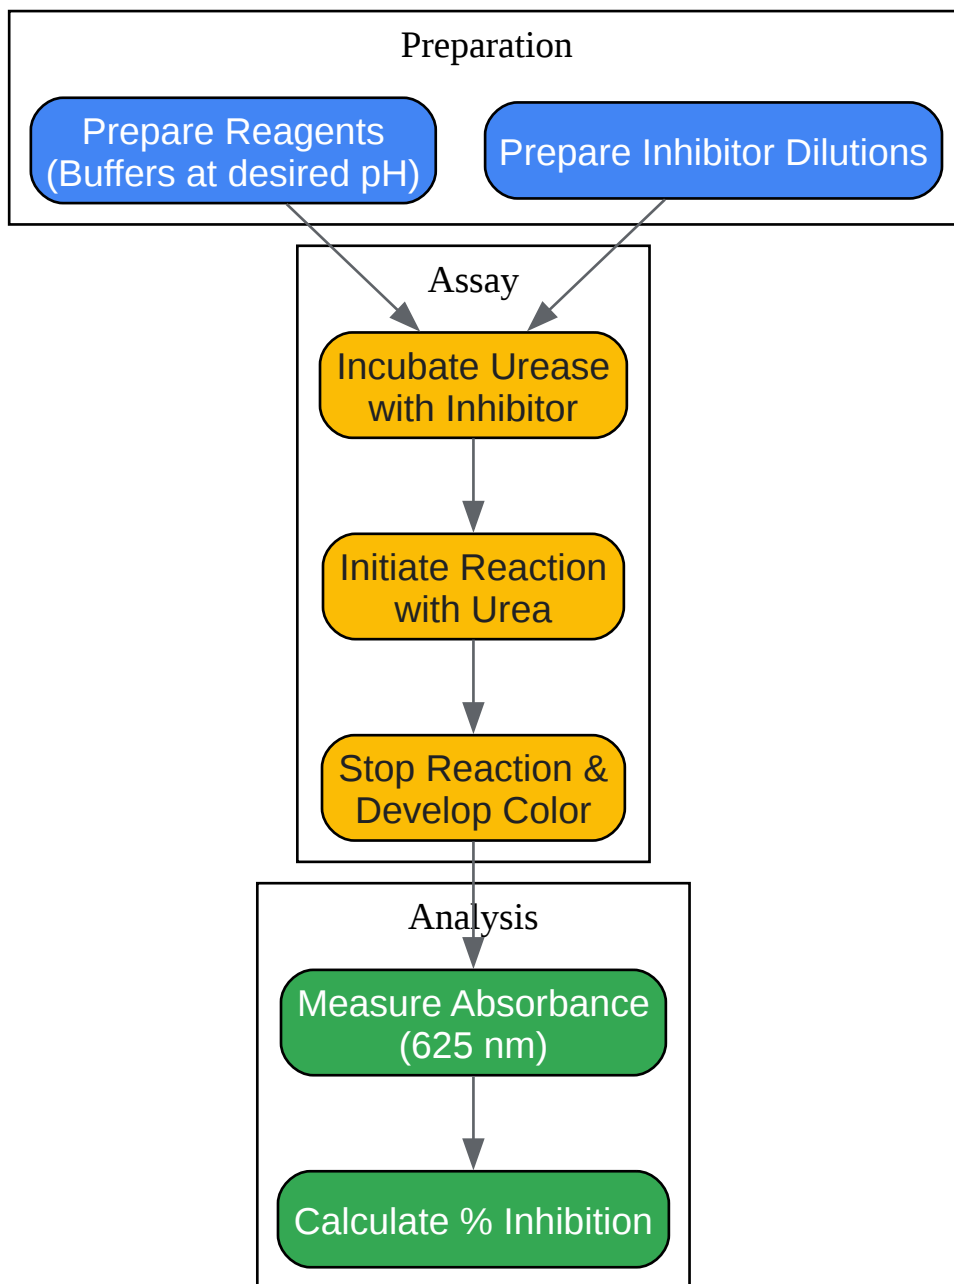 Preparation
Prepare Reagents
(Buffers at desired pH)
Prepare Inhibitor Dilutions
Assay
Incubate Urease
with Inhibitor
Initiate Reaction
with Urea
Stop Reaction &
Develop Color
Analysis
Measure Absorbance
(625 nm)
Calculate % Inhibition